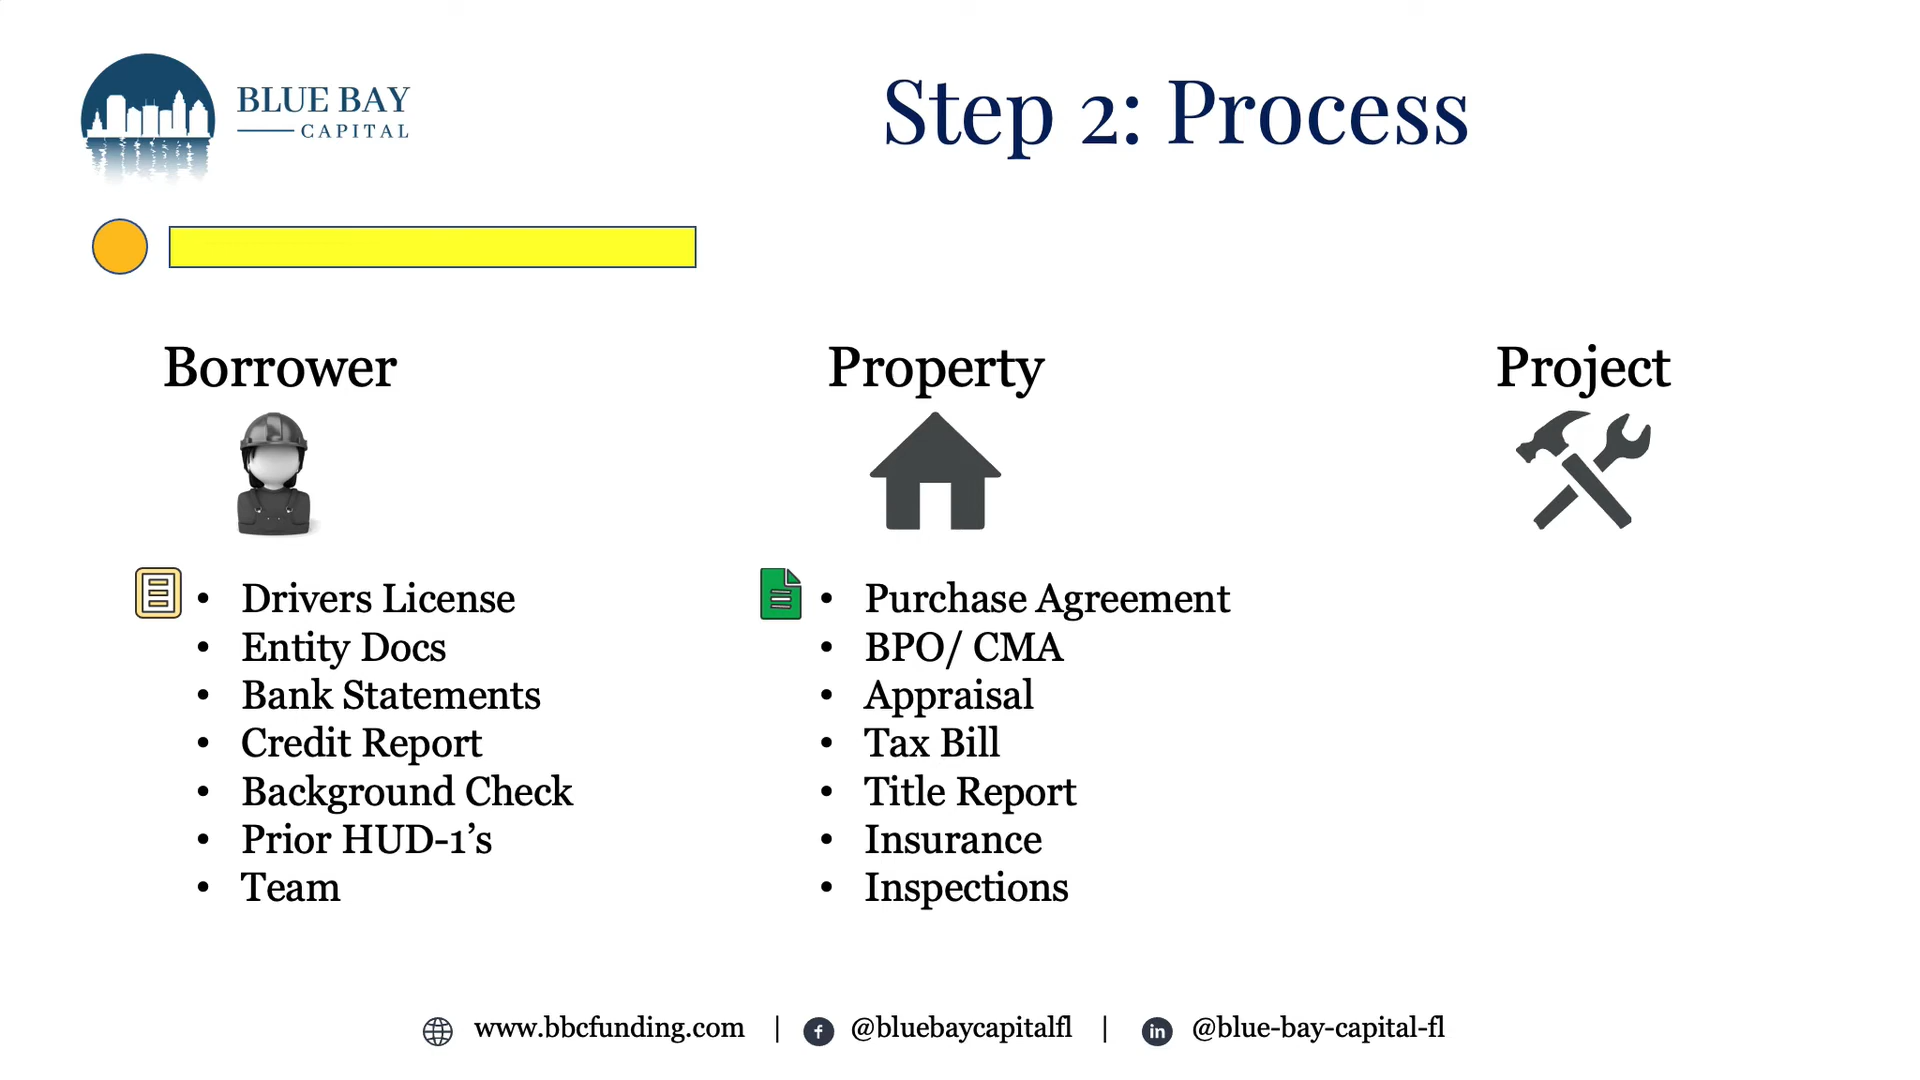 BLUE BAY
CAPITAL
Step 2: Process
Borrower
Property
Project
• Drivers License
• Entity Docs
• Bank Statements
• Credit Report
• Background Check
• Prior HUD-1’s
• Team
• Purchase Agreement
• BPO/ CMA
• Appraisal
• Tax Bill
• Title Report
• Insurance
• Inspections
www.bbcfunding.com | f @bluebaycapitalfl | in @blue-bay-capital-fl